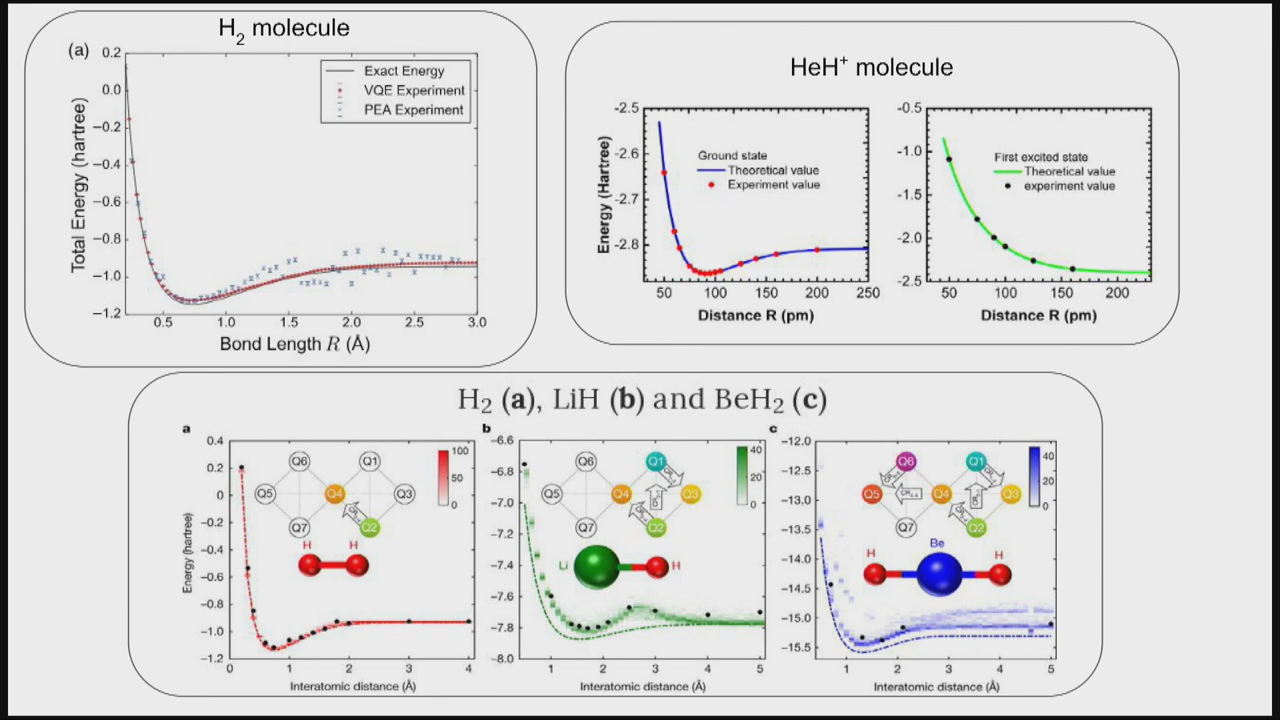 H2 molecule
(a)
0.2
0.0
−0.2
−0.4
−0.6
−0.8
−1.0
−1.2
Total Energy (hartree)
Exact Energy
VQE Experiment
PEA Experiment
0.5 1.0 1.5 2.0 2.5 3.0
Bond Length R (Å)
HeH+ molecule
-2.5
-2.6
-2.7
-2.8
Energy (Hartree)
Ground state
Theoretical value
Experiment value
50 100 150 200 250
Distance R (pm)
-0.5
-1.0
-1.5
-2.0
-2.5
First excited state
Theoretical value
experiment value
50 100 150 200
Distance R (pm)
H2 (a), LiH (b) and BeH2 (c)
a
0.4
0.2
0
−0.2
−0.4
−0.6
−0.8
−1.0
−1.2
Energy (hartree)
Q6 Q1
Q5 Q4 Q3
Q7 Q2
100
50
0
H H
0 1 2 3 4
Interatomic distance (Å)
b
−6.6
−6.8
−7.0
−7.2
−7.4
−7.6
−7.8
−8.0
Q6 Q1
Q5 Q4 Q3
Q7 Q2
40
20
0
Li H
1 2 3 4 5
Interatomic distance (Å)
c
−12.0
−12.5
−13.0
−13.5
−14.0
−14.5
−15.0
−15.5
Q6 Q1
Q5 Q4 Q3
Q7 Q2
40
20
0
H Be H
1 2 3 4 5
Interatomic distance (Å)